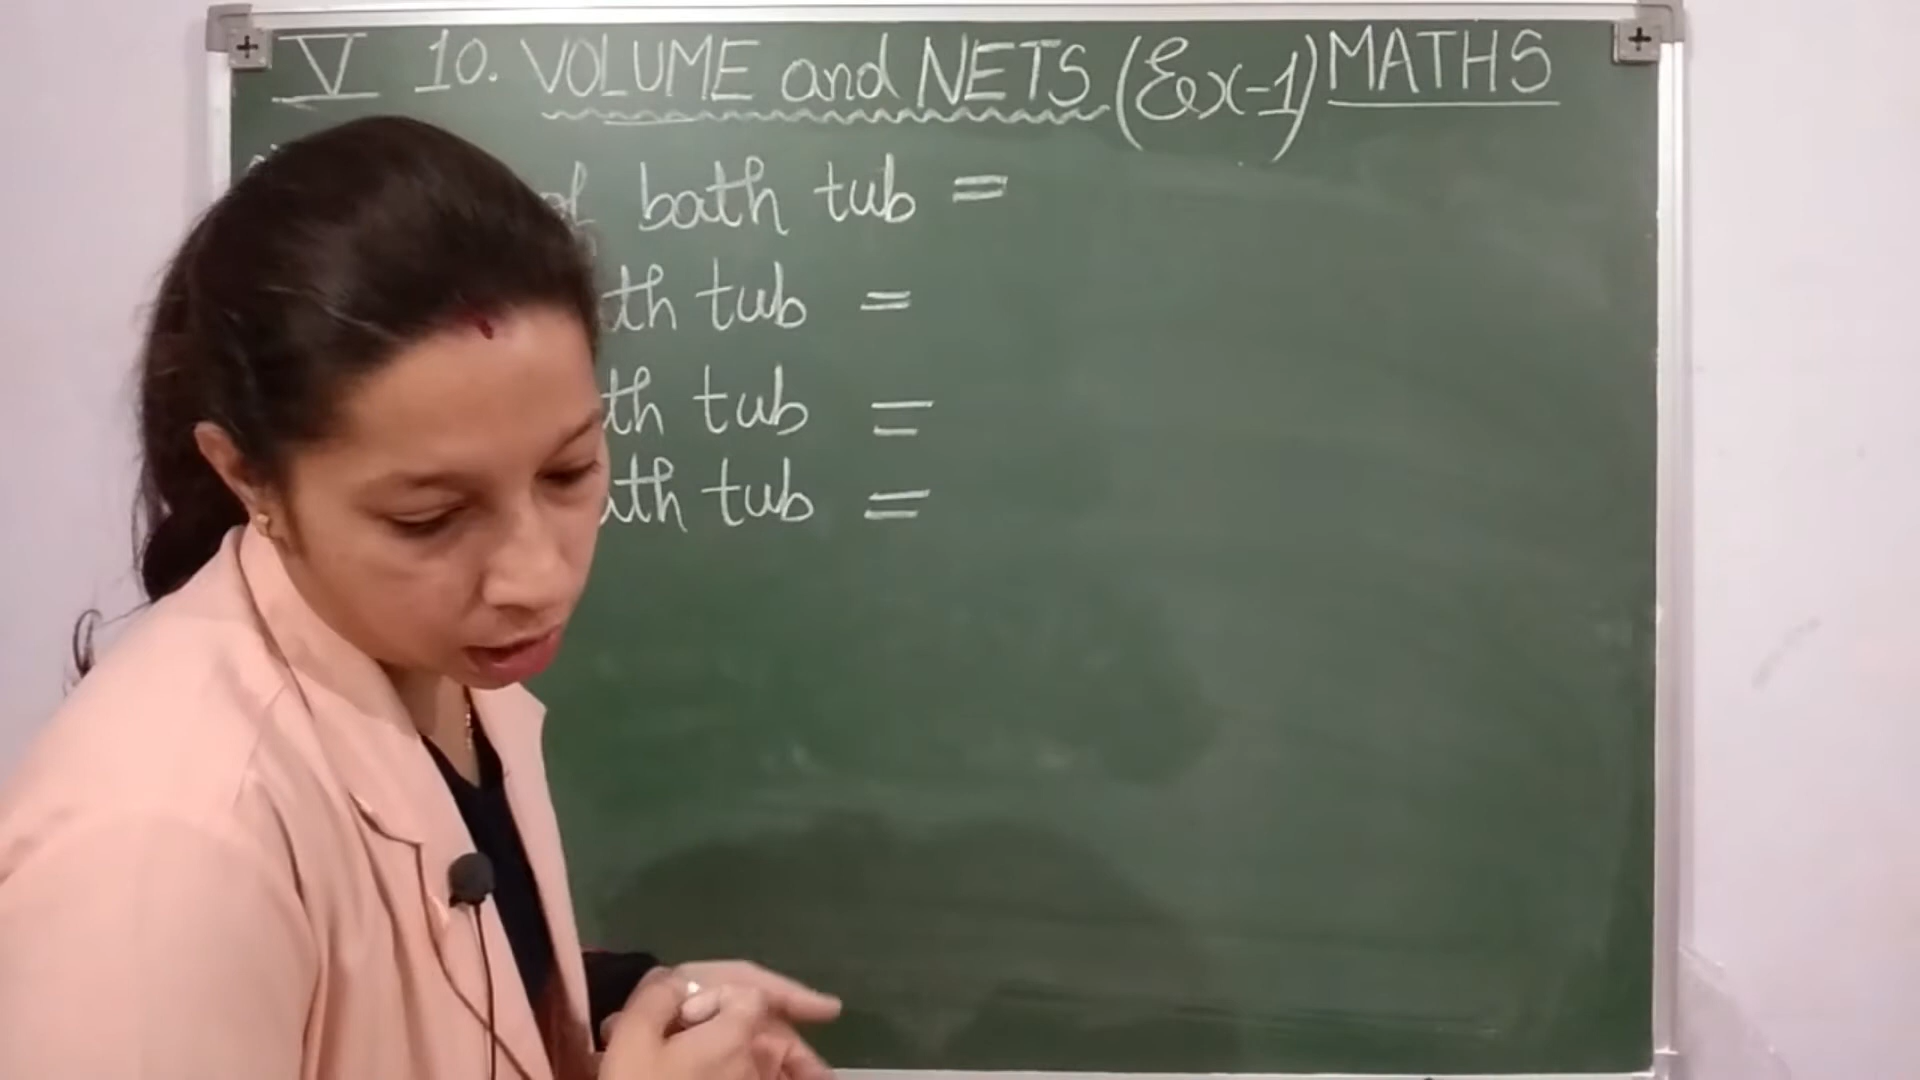 V 10. VOLUME and NETS (Ex-1) MATHS
of bath tub =
th tub =
th tub =
ath tub =